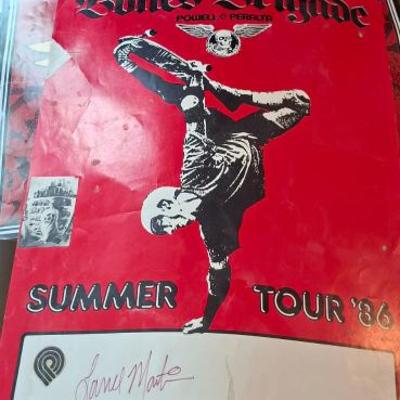 Bones Brigade
POWELL PERALTA
SUMMER TOUR '86